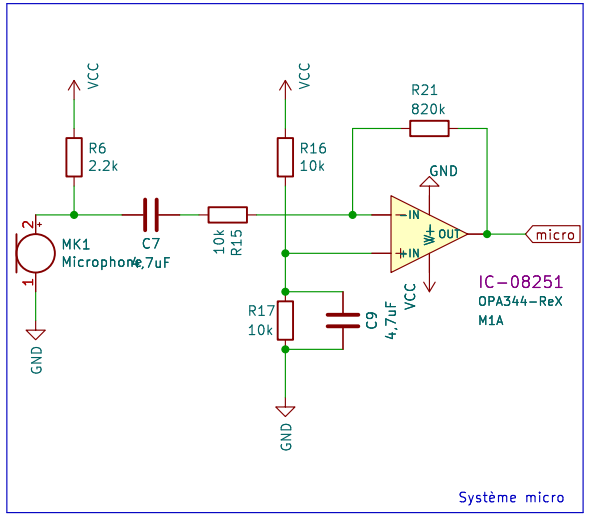 VCC
VCC
R21
820k
R6
2.2k
R16
10k
GND
2
+
−IN
OUT
micro
C7
4,7uF
10k
R15
MK1
Microphone
+IN
V+
1
IC-08251
OPA344-ReX
M1A
VCC
R17
10k
C9
4,7uF
GND
GND
Système micro